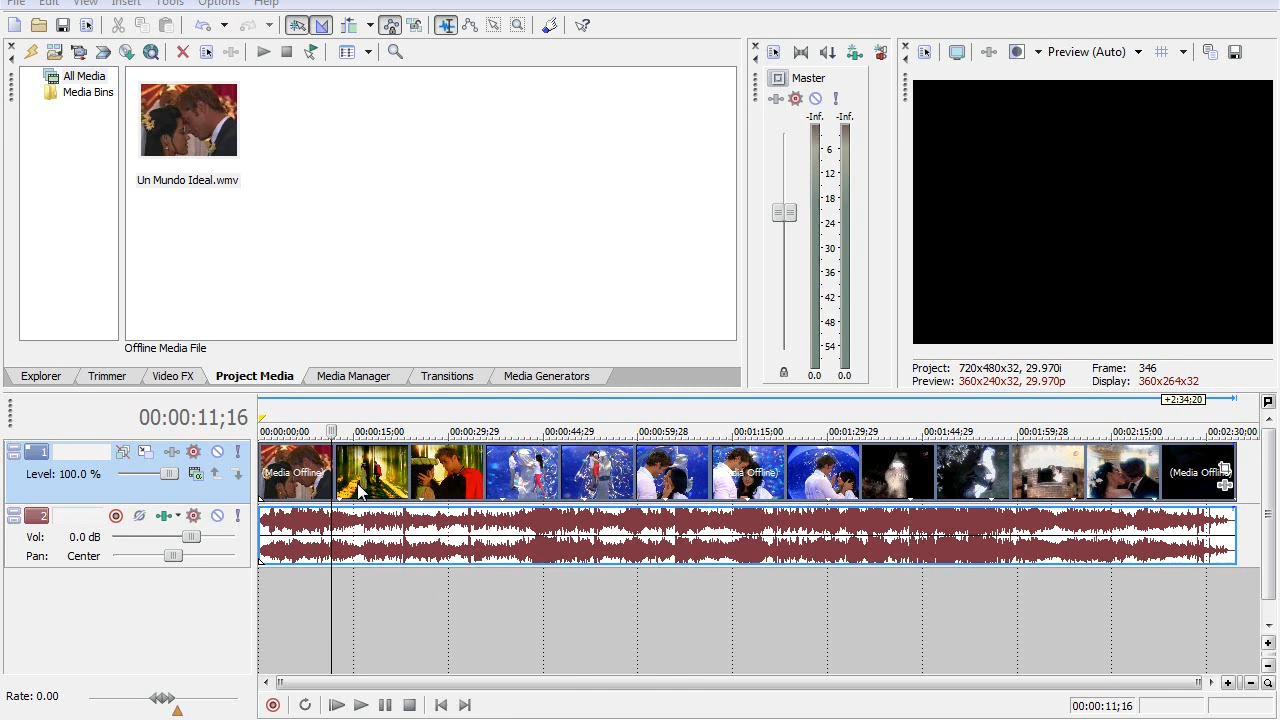 File Edit View Insert Tools Options Help
All Media
Media Bins
Un Mundo Ideal.wmv
Offline Media File
Explorer Trimmer Video FX Project Media Media Manager Transitions Media Generators
Master
-Inf. -Inf.
6
12
18
24
30
36
42
48
54
0.0 0.0
Preview (Auto)
Project: 720x480x32, 29.970i Frame: 346
Preview: 360x240x32, 29.970p Display: 360x264x32
00:00:11;16
+2:34;20
00:00:00;00 00:00:15;00 00:00:29;29 00:00:44;29 00:00:59;28 00:01:15;00 00:01:29;29 00:01:44;29 00:01:59;28 00:02:15;00 00:02:30;00
1
Level: 100.0 %
(Media Offline) (Media Offline) (Media Offline)
2
Vol: 0.0 dB
Pan: Center
Rate: 0.00
00:00:11;16